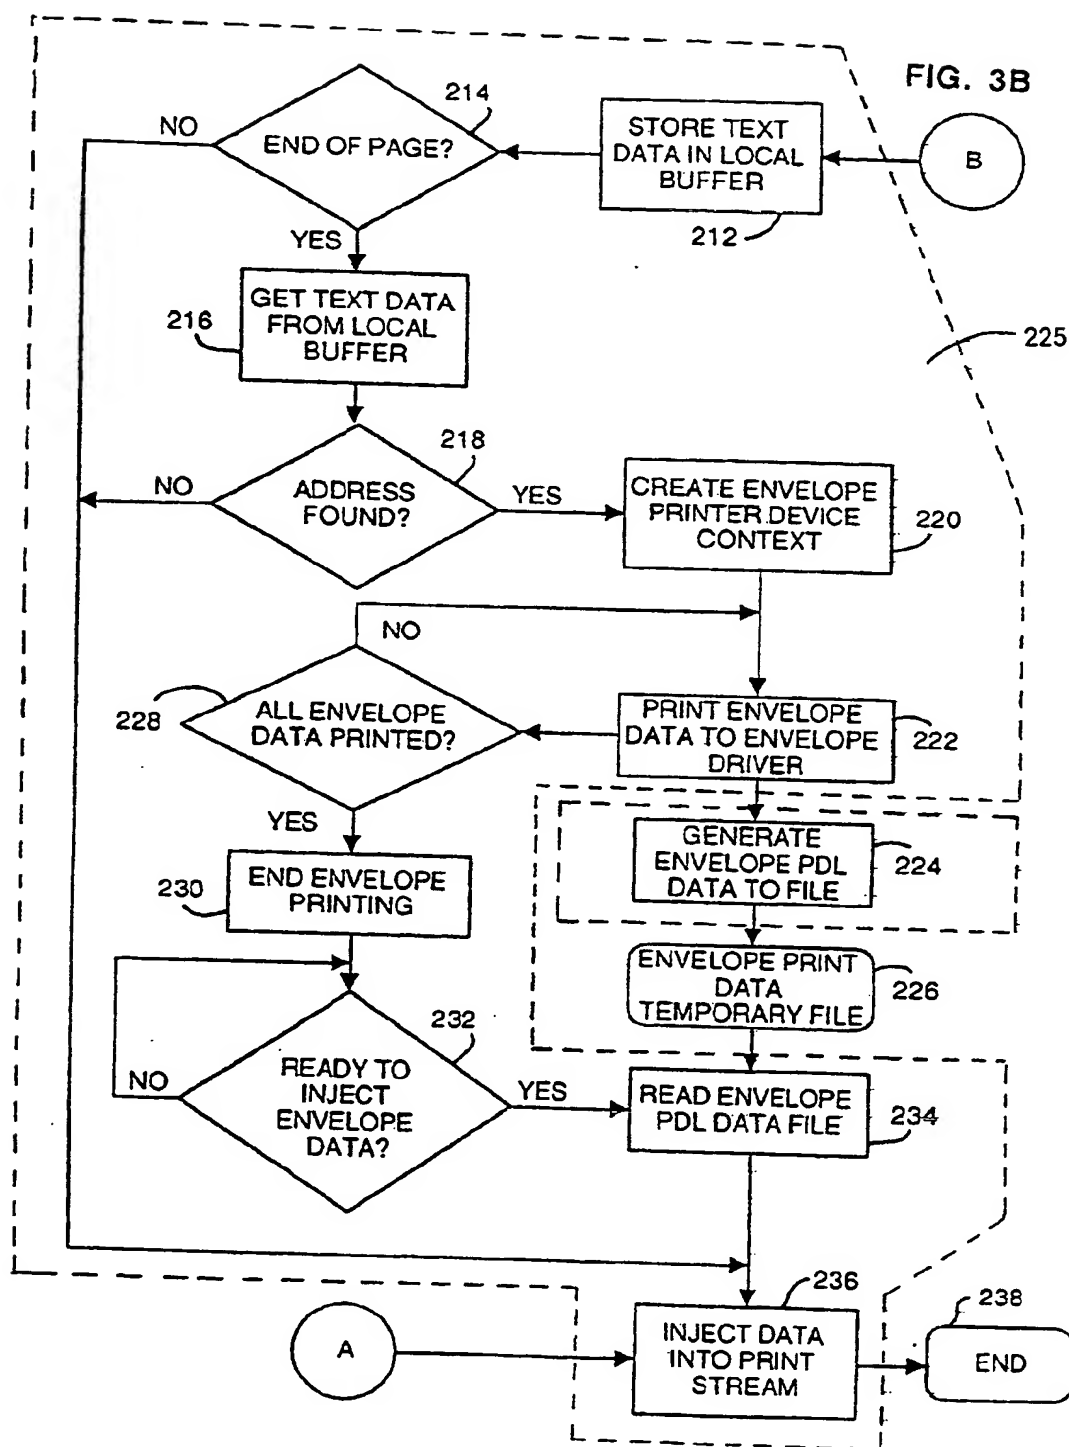 FIG. 3B
B
STORE TEXT
DATA IN LOCAL
BUFFER
212
214
END OF PAGE?
NO
YES
GET TEXT DATA
FROM LOCAL
BUFFER
216
225
218
ADDRESS
FOUND?
NO
YES
CREATE ENVELOPE
PRINTER DEVICE
CONTEXT
220
NO
228
ALL ENVELOPE
DATA PRINTED?
PRINT ENVELOPE
DATA TO ENVELOPE
DRIVER
222
YES
GENERATE
ENVELOPE PDL
DATA TO FILE
224
230
END ENVELOPE
PRINTING
ENVELOPE PRINT
DATA
TEMPORARY FILE
226
232
READY TO
INJECT
ENVELOPE
DATA?
NO
YES
READ ENVELOPE
PDL DATA FILE
234
236
A
INJECT DATA
INTO PRINT
STREAM
238
END